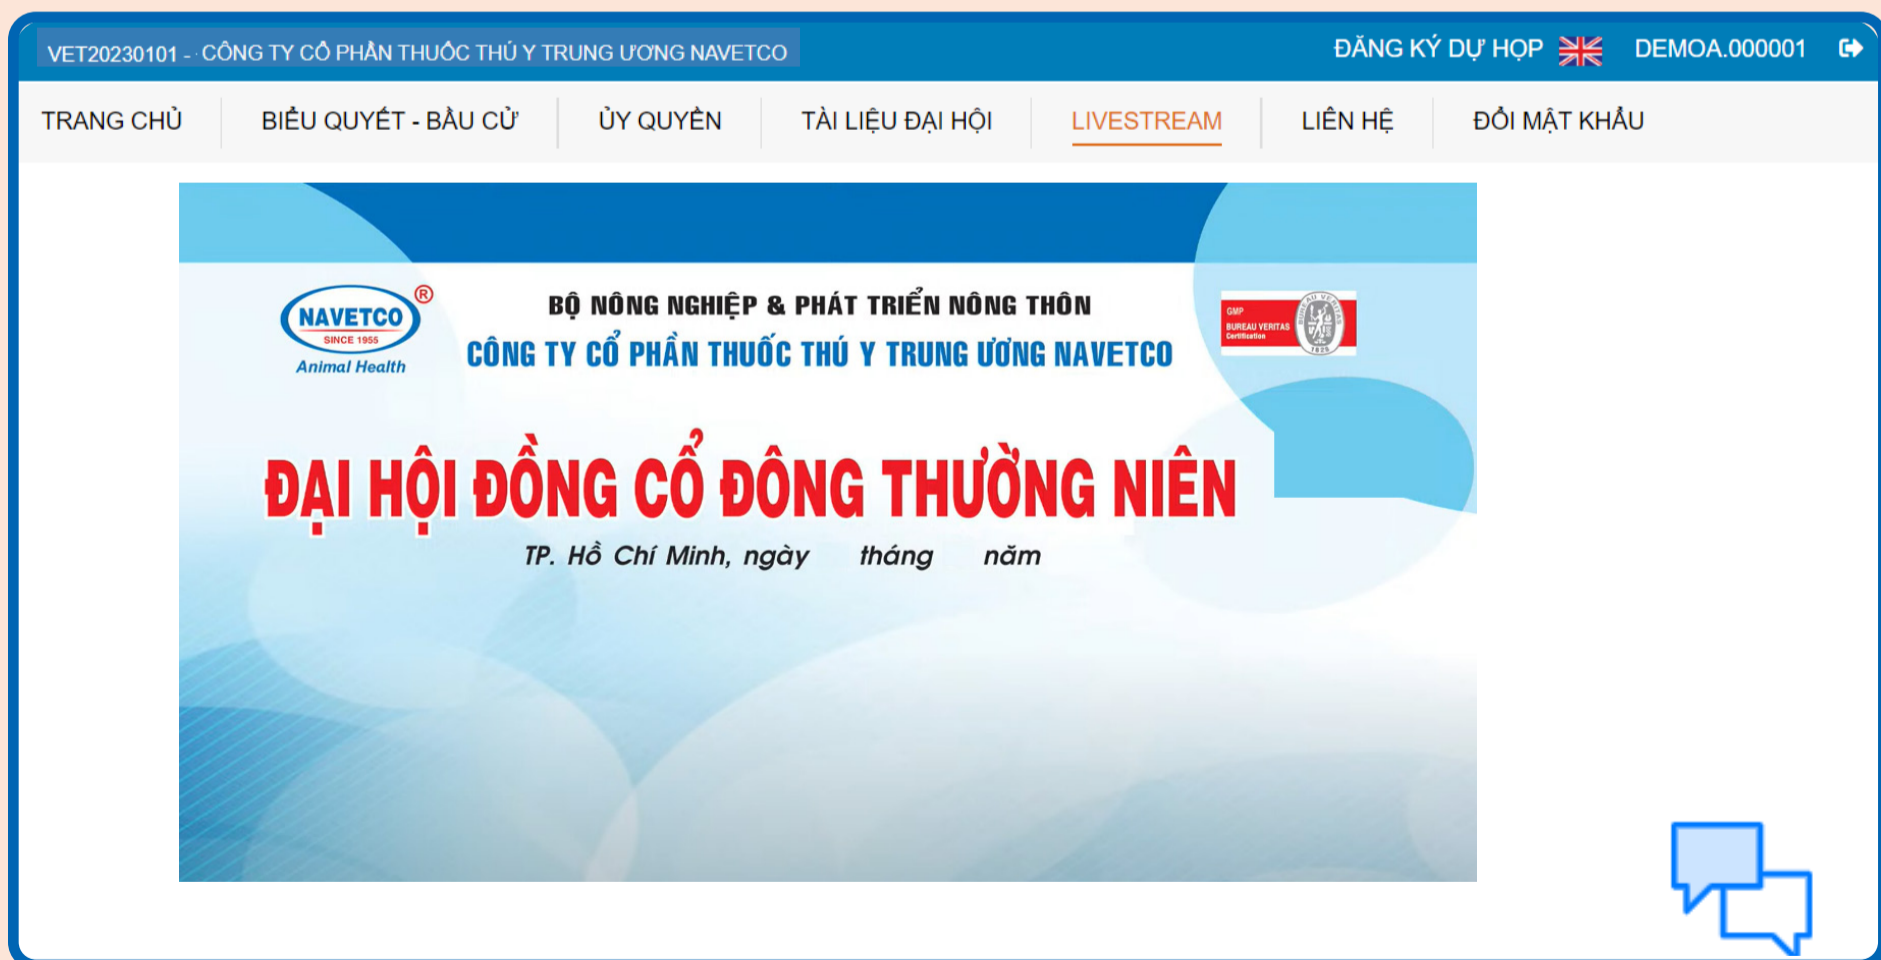 VET20230101 - CÔNG TY CỔ PHẦN THUỐC THÚ Y TRUNG ƯƠNG NAVETCO
ĐĂNG KÝ DỰ HỌP
DEMOA.000001
TRANG CHỦ
BIỂU QUYẾT - BẦU CỬ
ỦY QUYỀN
TÀI LIỆU ĐẠI HỘI
LIVESTREAM
LIÊN HỆ
ĐỔI MẬT KHẨU
NAVETCO ®
SINCE 1955
Animal Health
BỘ NÔNG NGHIỆP & PHÁT TRIỂN NÔNG THÔN
CÔNG TY CỔ PHẦN THUỐC THÚ Y TRUNG ƯƠNG NAVETCO
GMP
BUREAU VERITAS
Certification
BUREAU VERITAS
1828
ĐẠI HỘI ĐỒNG CỔ ĐÔNG THƯỜNG NIÊN
TP. Hồ Chí Minh, ngày tháng năm